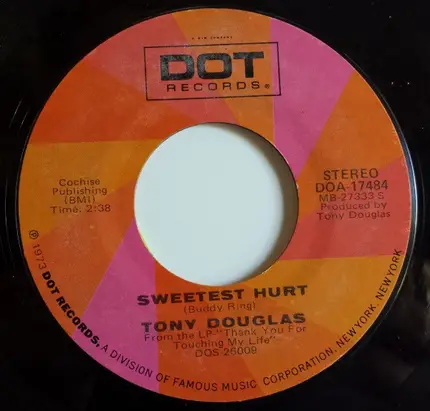 A G+W COMPANY
DOT
RECORDS®
Cochise
Publishing
(BMI)
Time: 2:38
STEREO
DOA-17484
MB-27333 S
Produced by
Tony Douglas
SWEETEST HURT
(Buddy Ring)
TONY DOUGLAS
From the LP "Thank You For
Touching My Life"
DOS-26009
℗ 1973 DOT RECORDS, A DIVISION OF FAMOUS MUSIC CORPORATION, NEW YORK, NEW YORK